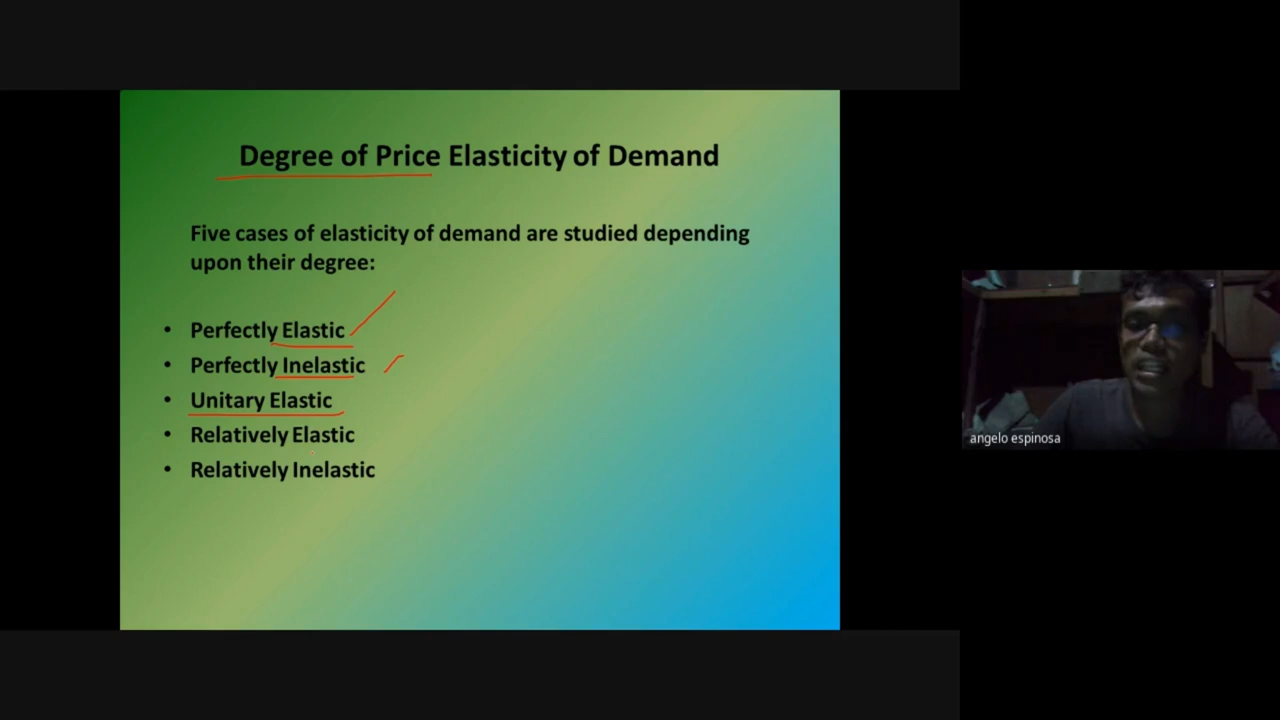 Degree of Price Elasticity of Demand
Five cases of elasticity of demand are studied depending
upon their degree:
• Perfectly Elastic
• Perfectly Inelastic
• Unitary Elastic
• Relatively Elastic
• Relatively Inelastic
angelo espinosa